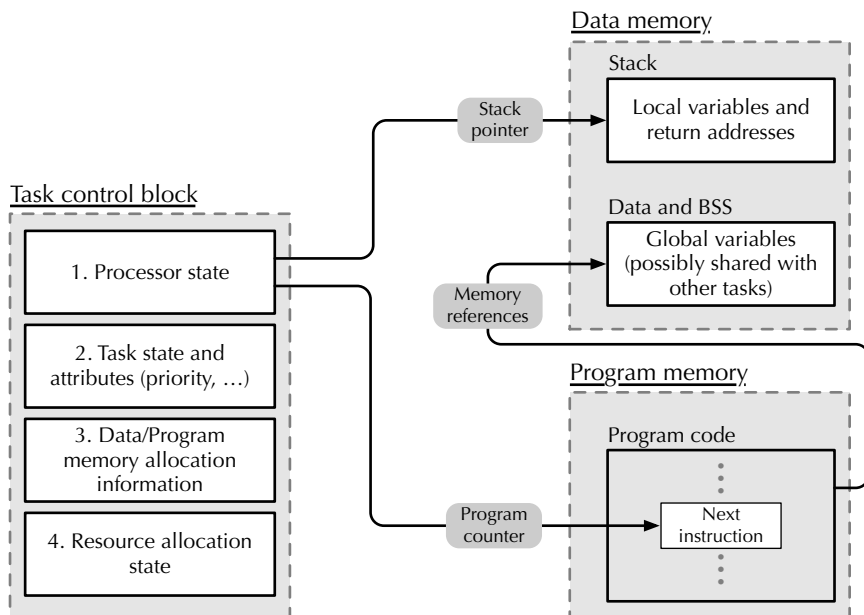 Data memory
Stack
Local variables and
return addresses
Stack
pointer
Task control block
Data and BSS
Global variables
(possibly shared with
other tasks)
1. Processor state
Memory
references
2. Task state and
attributes (priority, …)
Program memory
3. Data/Program
memory allocation
information
Program code
4. Resource allocation
state
Program
counter
Next
instruction